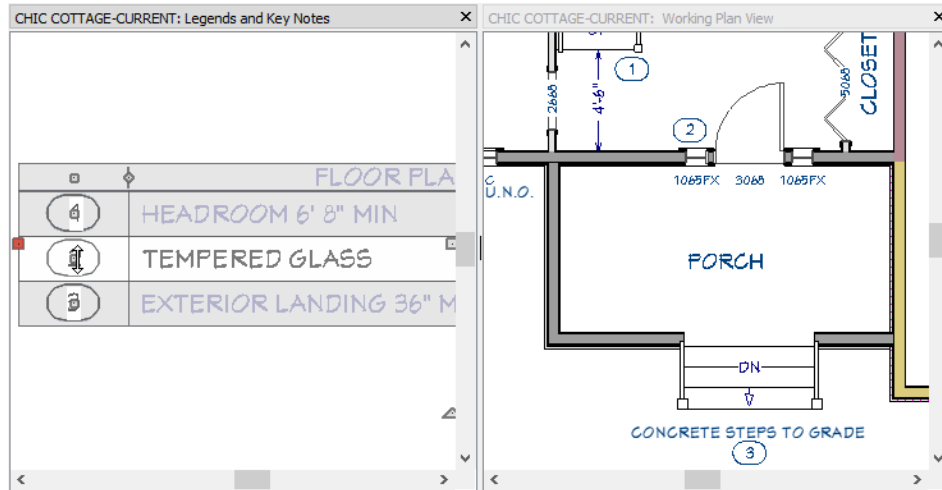 CHIC COTTAGE-CURRENT: Legends and Key Notes
FLOOR PLA
HEADROOM 6' 8" MIN
TEMPERED GLASS
EXTERIOR LANDING 36" M
CHIC COTTAGE-CURRENT: Working Plan View
1
2668
4'-6"
5068
CLOSET
2
C
U.N.O.
1065FX 3068 1065FX
PORCH
DN
CONCRETE STEPS TO GRADE
3